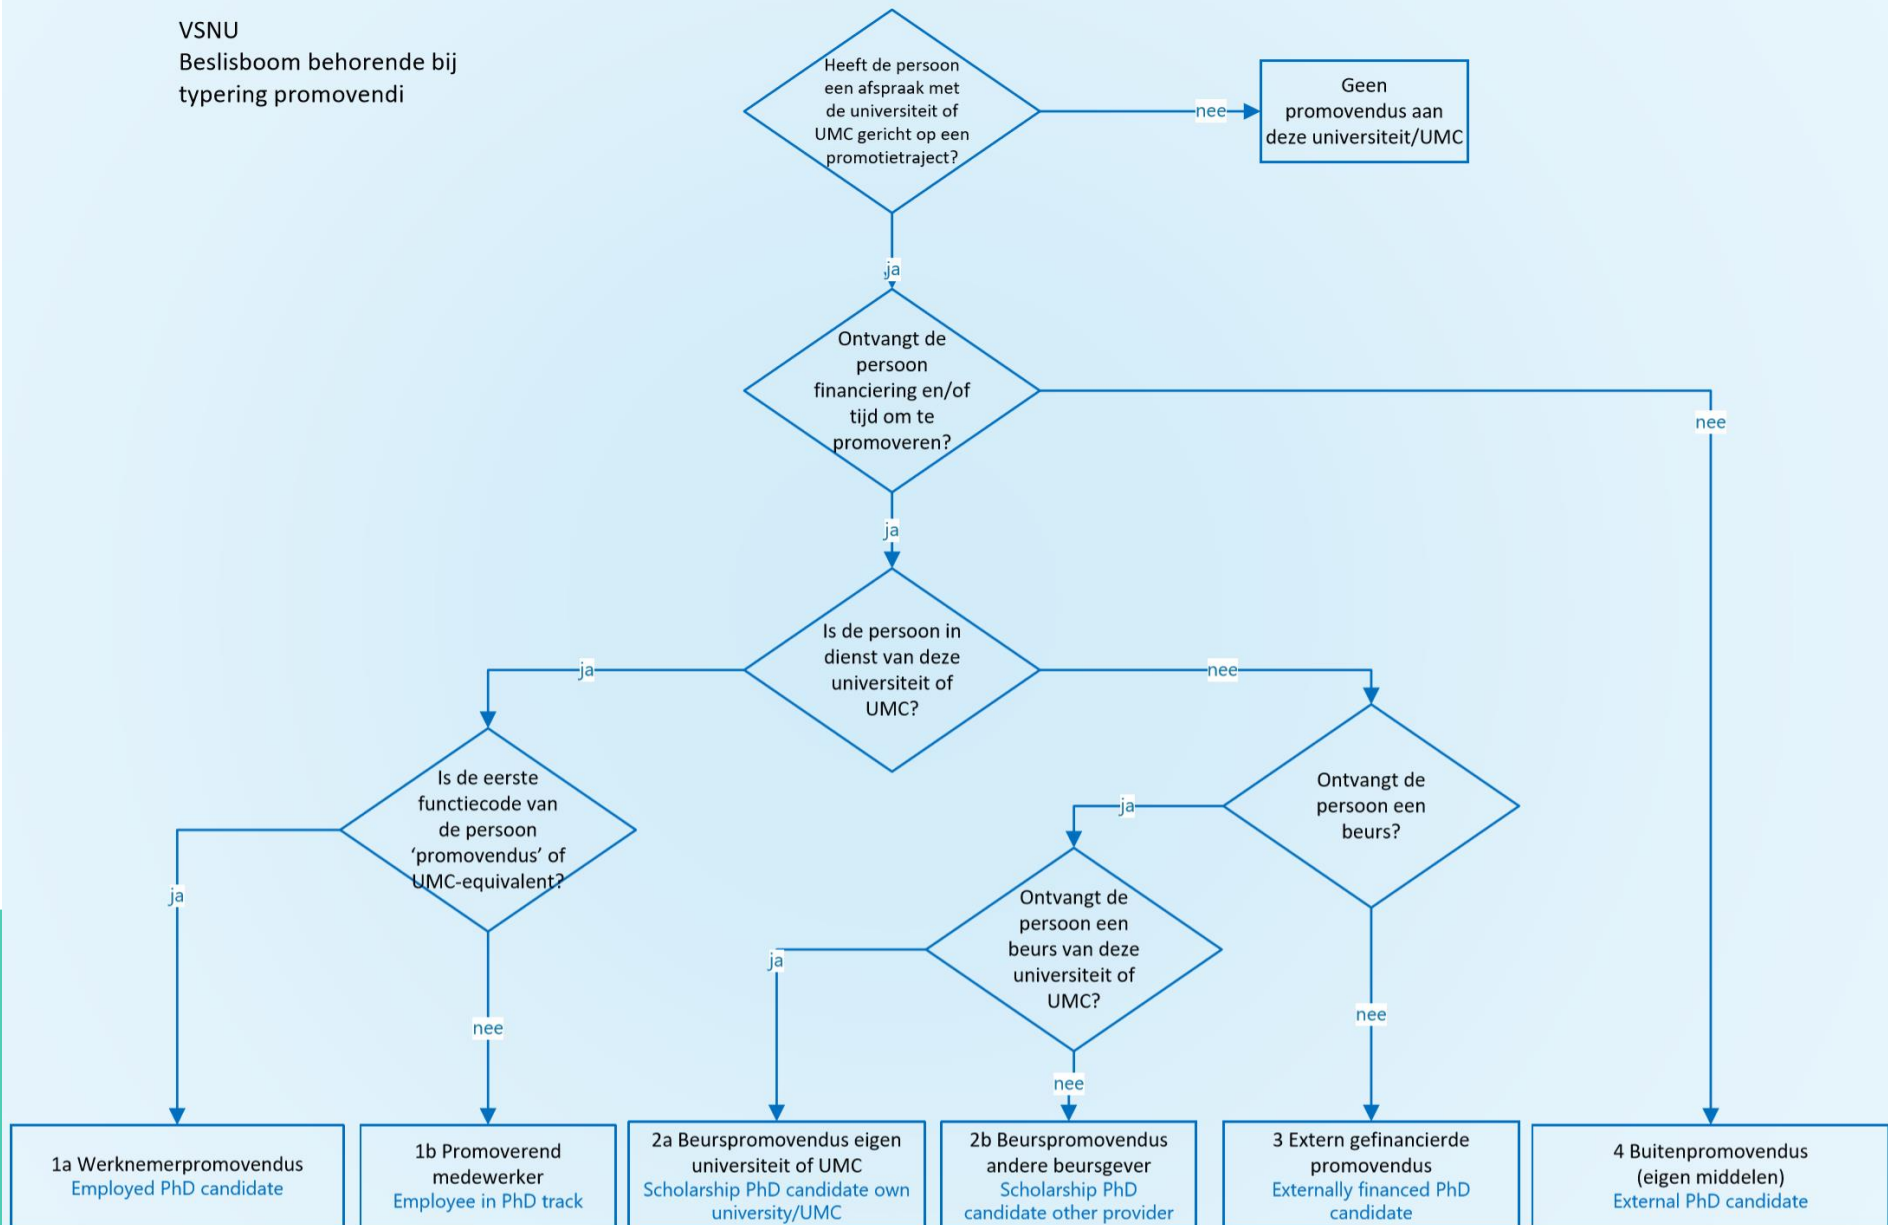 VSNU
Beslisboom behorende bij
typering promovendi
Heeft de persoon
een afspraak met
de universiteit of
UMC gericht op een
promotietraject?
nee
Geen
promovendus aan
deze universiteit/UMC
ja
Ontvangt de
persoon
financiering en/of
tijd om te
promoveren?
nee
ja
Is de persoon in
dienst van deze
universiteit of
UMC?
ja
nee
Is de eerste
functiecode van
de persoon
‘promovendus’ of
UMC-equivalent?
Ontvangt de
persoon een
beurs?
ja
ja
nee
Ontvangt de
persoon een
beurs van deze
universiteit of
UMC?
ja
nee
nee
1a Werknemerpromovendus
Employed PhD candidate
1b Promoverend
medewerker
Employee in PhD track
2a Beurspromovendus eigen
universiteit of UMC
Scholarship PhD candidate own
university/UMC
2b Beurspromovendus
andere beursgever
Scholarship PhD
candidate other provider
3 Extern gefinancierde
promovendus
Externally financed PhD
candidate
4 Buitenpromovendus
(eigen middelen)
External PhD candidate